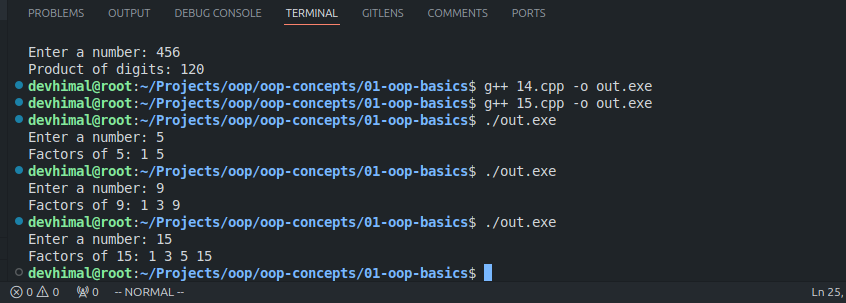 PROBLEMS OUTPUT DEBUG CONSOLE TERMINAL GITLENS COMMENTS PORTS
Enter a number: 456
Product of digits: 120
devhimal@root:~/Projects/oop/oop-concepts/01-oop-basics$ g++ 14.cpp -o out.exe
devhimal@root:~/Projects/oop/oop-concepts/01-oop-basics$ g++ 15.cpp -o out.exe
devhimal@root:~/Projects/oop/oop-concepts/01-oop-basics$ ./out.exe
Enter a number: 5
Factors of 5: 1 5
devhimal@root:~/Projects/oop/oop-concepts/01-oop-basics$ ./out.exe
Enter a number: 9
Factors of 9: 1 3 9
devhimal@root:~/Projects/oop/oop-concepts/01-oop-basics$ ./out.exe
Enter a number: 15
Factors of 15: 1 3 5 15
devhimal@root:~/Projects/oop/oop-concepts/01-oop-basics$
0 0 0 -- NORMAL -- Ln 25,